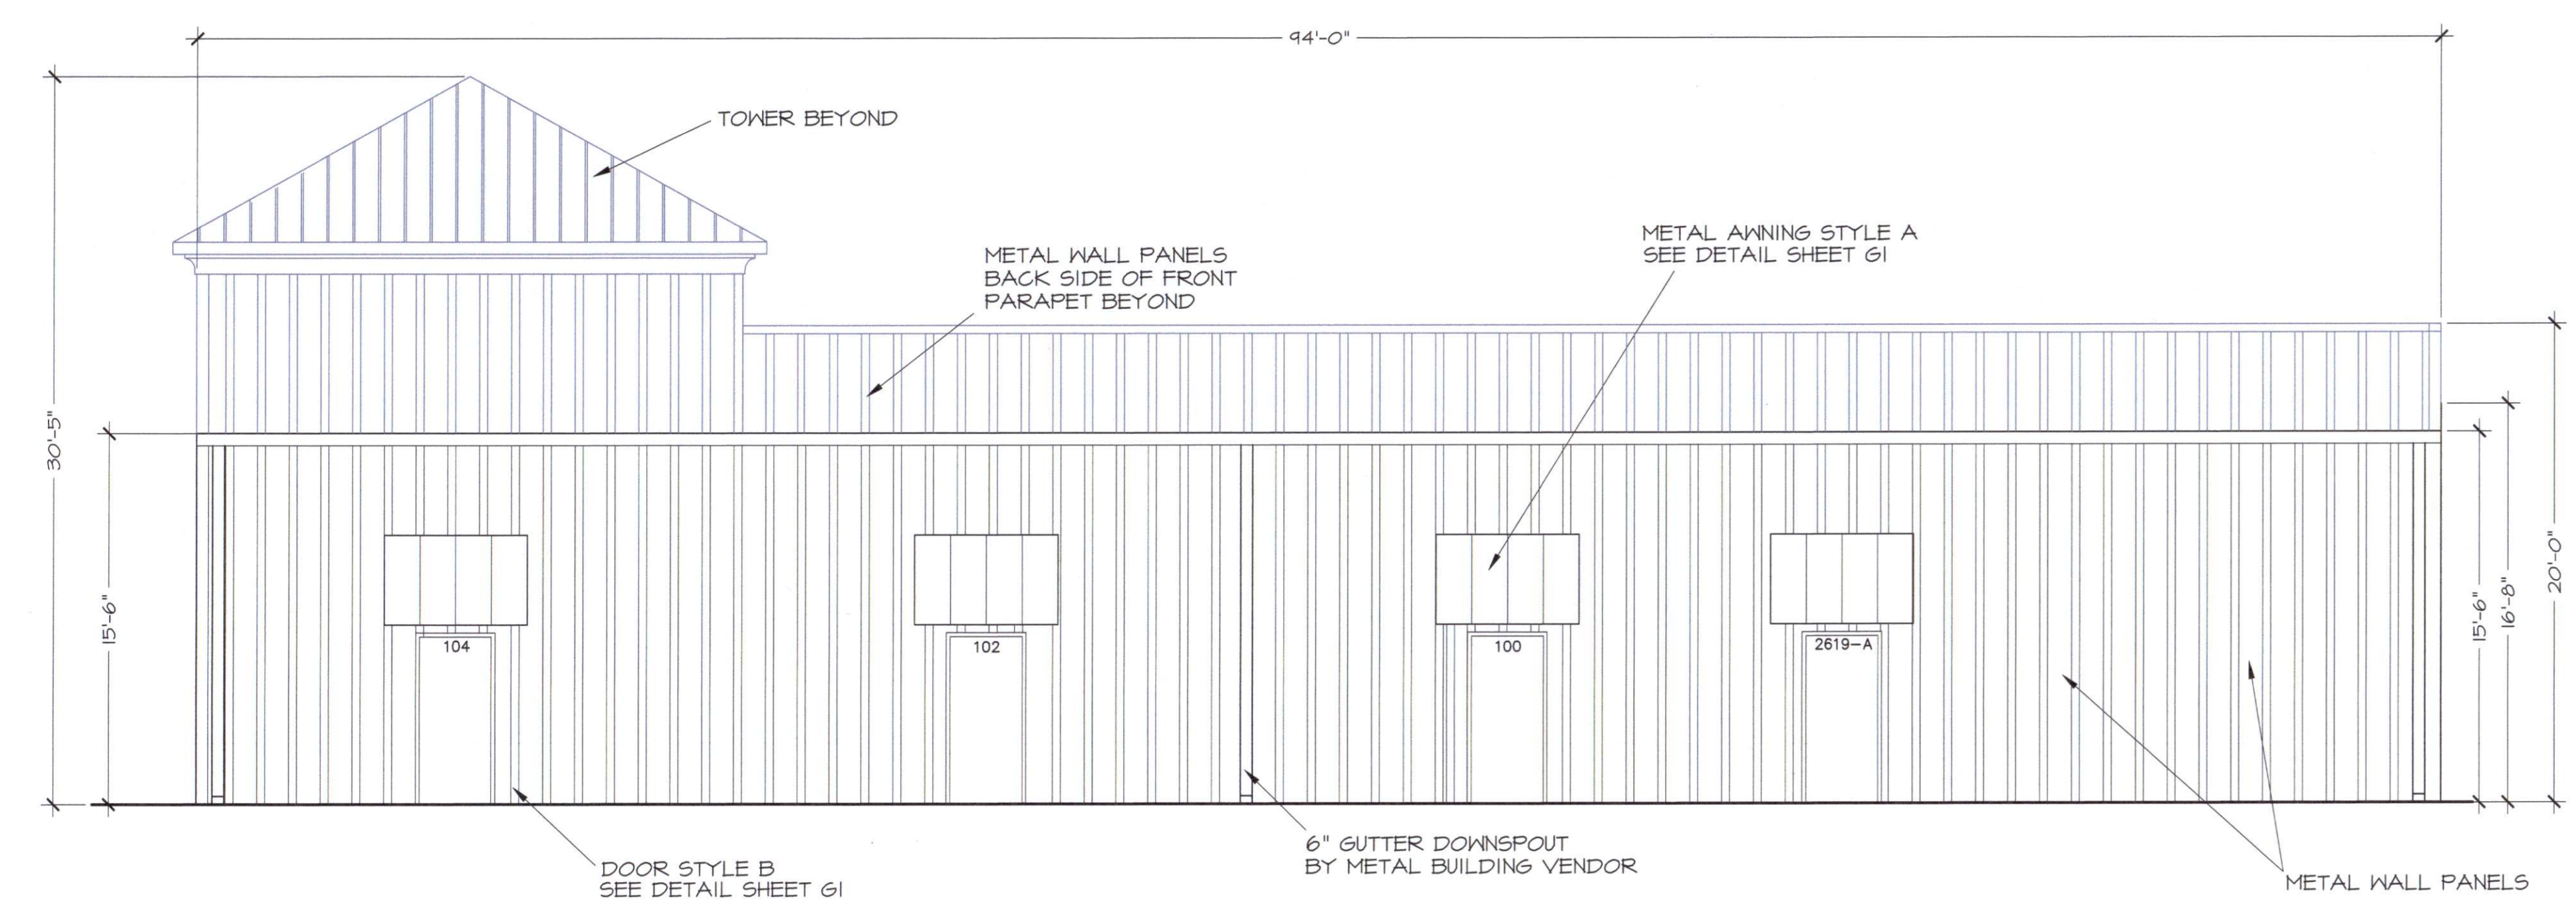 94'-0"
TOWER BEYOND
METAL AWNING STYLE A
SEE DETAIL SHEET G1
METAL WALL PANELS
BACK SIDE OF FRONT
PARAPET BEYOND
30'-5"
15'-6"
15'-6"
16'-8"
20'-0"
104
102
100
2619-A
6" GUTTER DOWNSPOUT
BY METAL BUILDING VENDOR
DOOR STYLE B
SEE DETAIL SHEET G1
METAL WALL PANELS